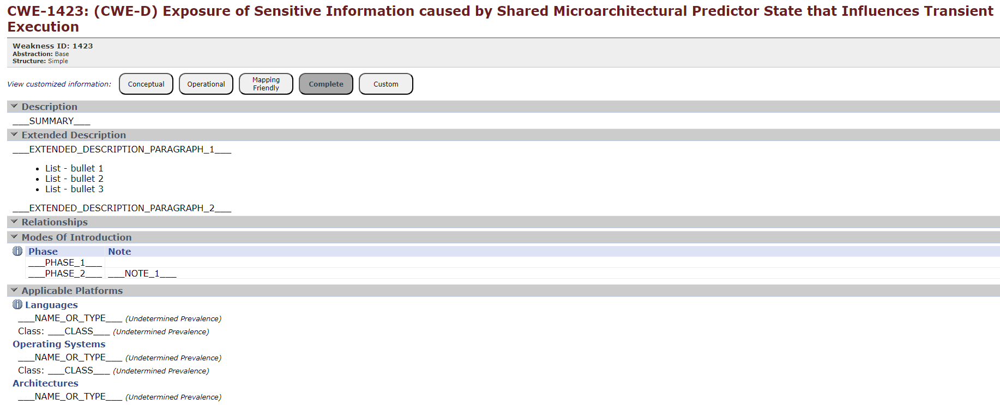 CWE-1423: (CWE-D) Exposure of Sensitive Information caused by Shared Microarchitectural Predictor State that Influences Transient
Execution
Weakness ID: 1423
Abstraction: Base
Structure: Simple
View customized information:
Conceptual
Operational
Mapping
Friendly
Complete
Custom
Description
___SUMMARY___
Extended Description
___EXTENDED_DESCRIPTION_PARAGRAPH_1___
• List - bullet 1
• List - bullet 2
• List - bullet 3
___EXTENDED_DESCRIPTION_PARAGRAPH_2___
Relationships
Modes Of Introduction
Phase Note
___PHASE_1___
___PHASE_2___ ___NOTE_1___
Applicable Platforms
Languages
___NAME_OR_TYPE___ (Undetermined Prevalence)
Class: ___CLASS___ (Undetermined Prevalence)
Operating Systems
___NAME_OR_TYPE___ (Undetermined Prevalence)
Class: ___CLASS___ (Undetermined Prevalence)
Architectures
___NAME_OR_TYPE___ (Undetermined Prevalence)